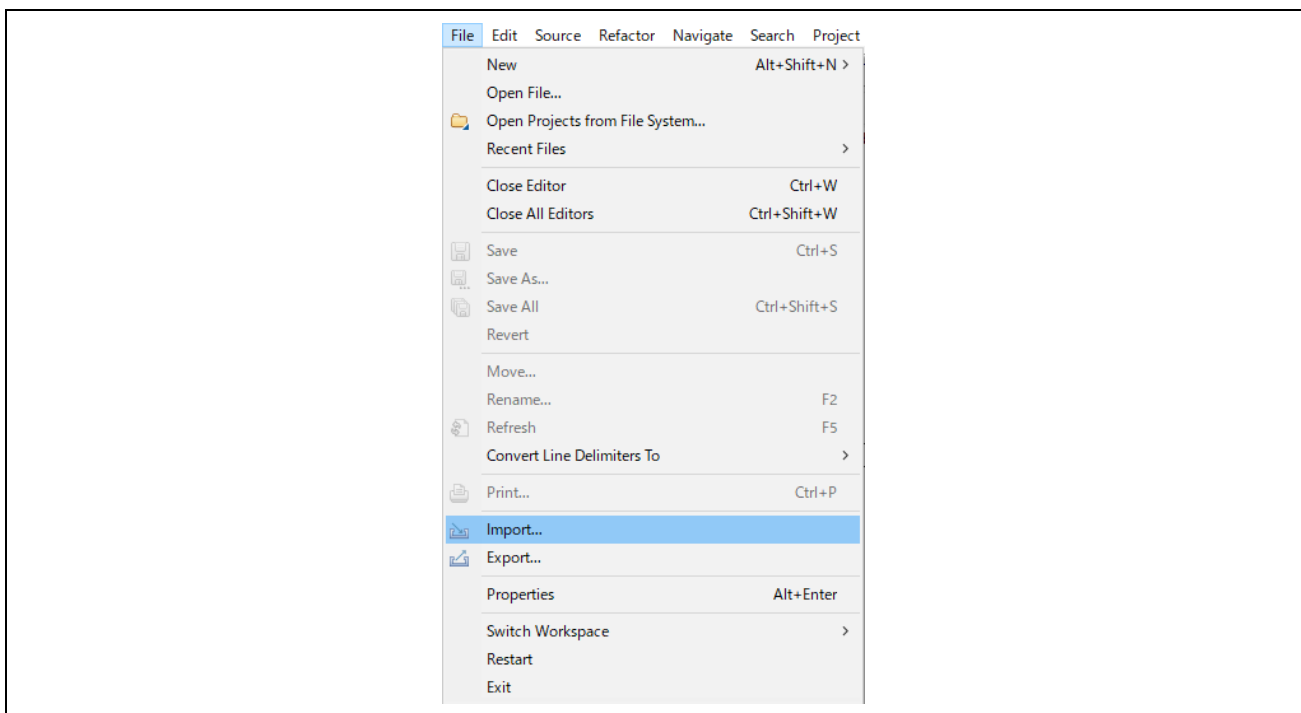 File Edit Source Refactor Navigate Search Project
New Alt+Shift+N >
Open File...
Open Projects from File System...
Recent Files >
Close Editor Ctrl+W
Close All Editors Ctrl+Shift+W
Save Ctrl+S
Save As...
Save All Ctrl+Shift+S
Revert
Move...
Rename... F2
Refresh F5
Convert Line Delimiters To >
Print... Ctrl+P
Import...
Export...
Properties Alt+Enter
Switch Workspace >
Restart
Exit